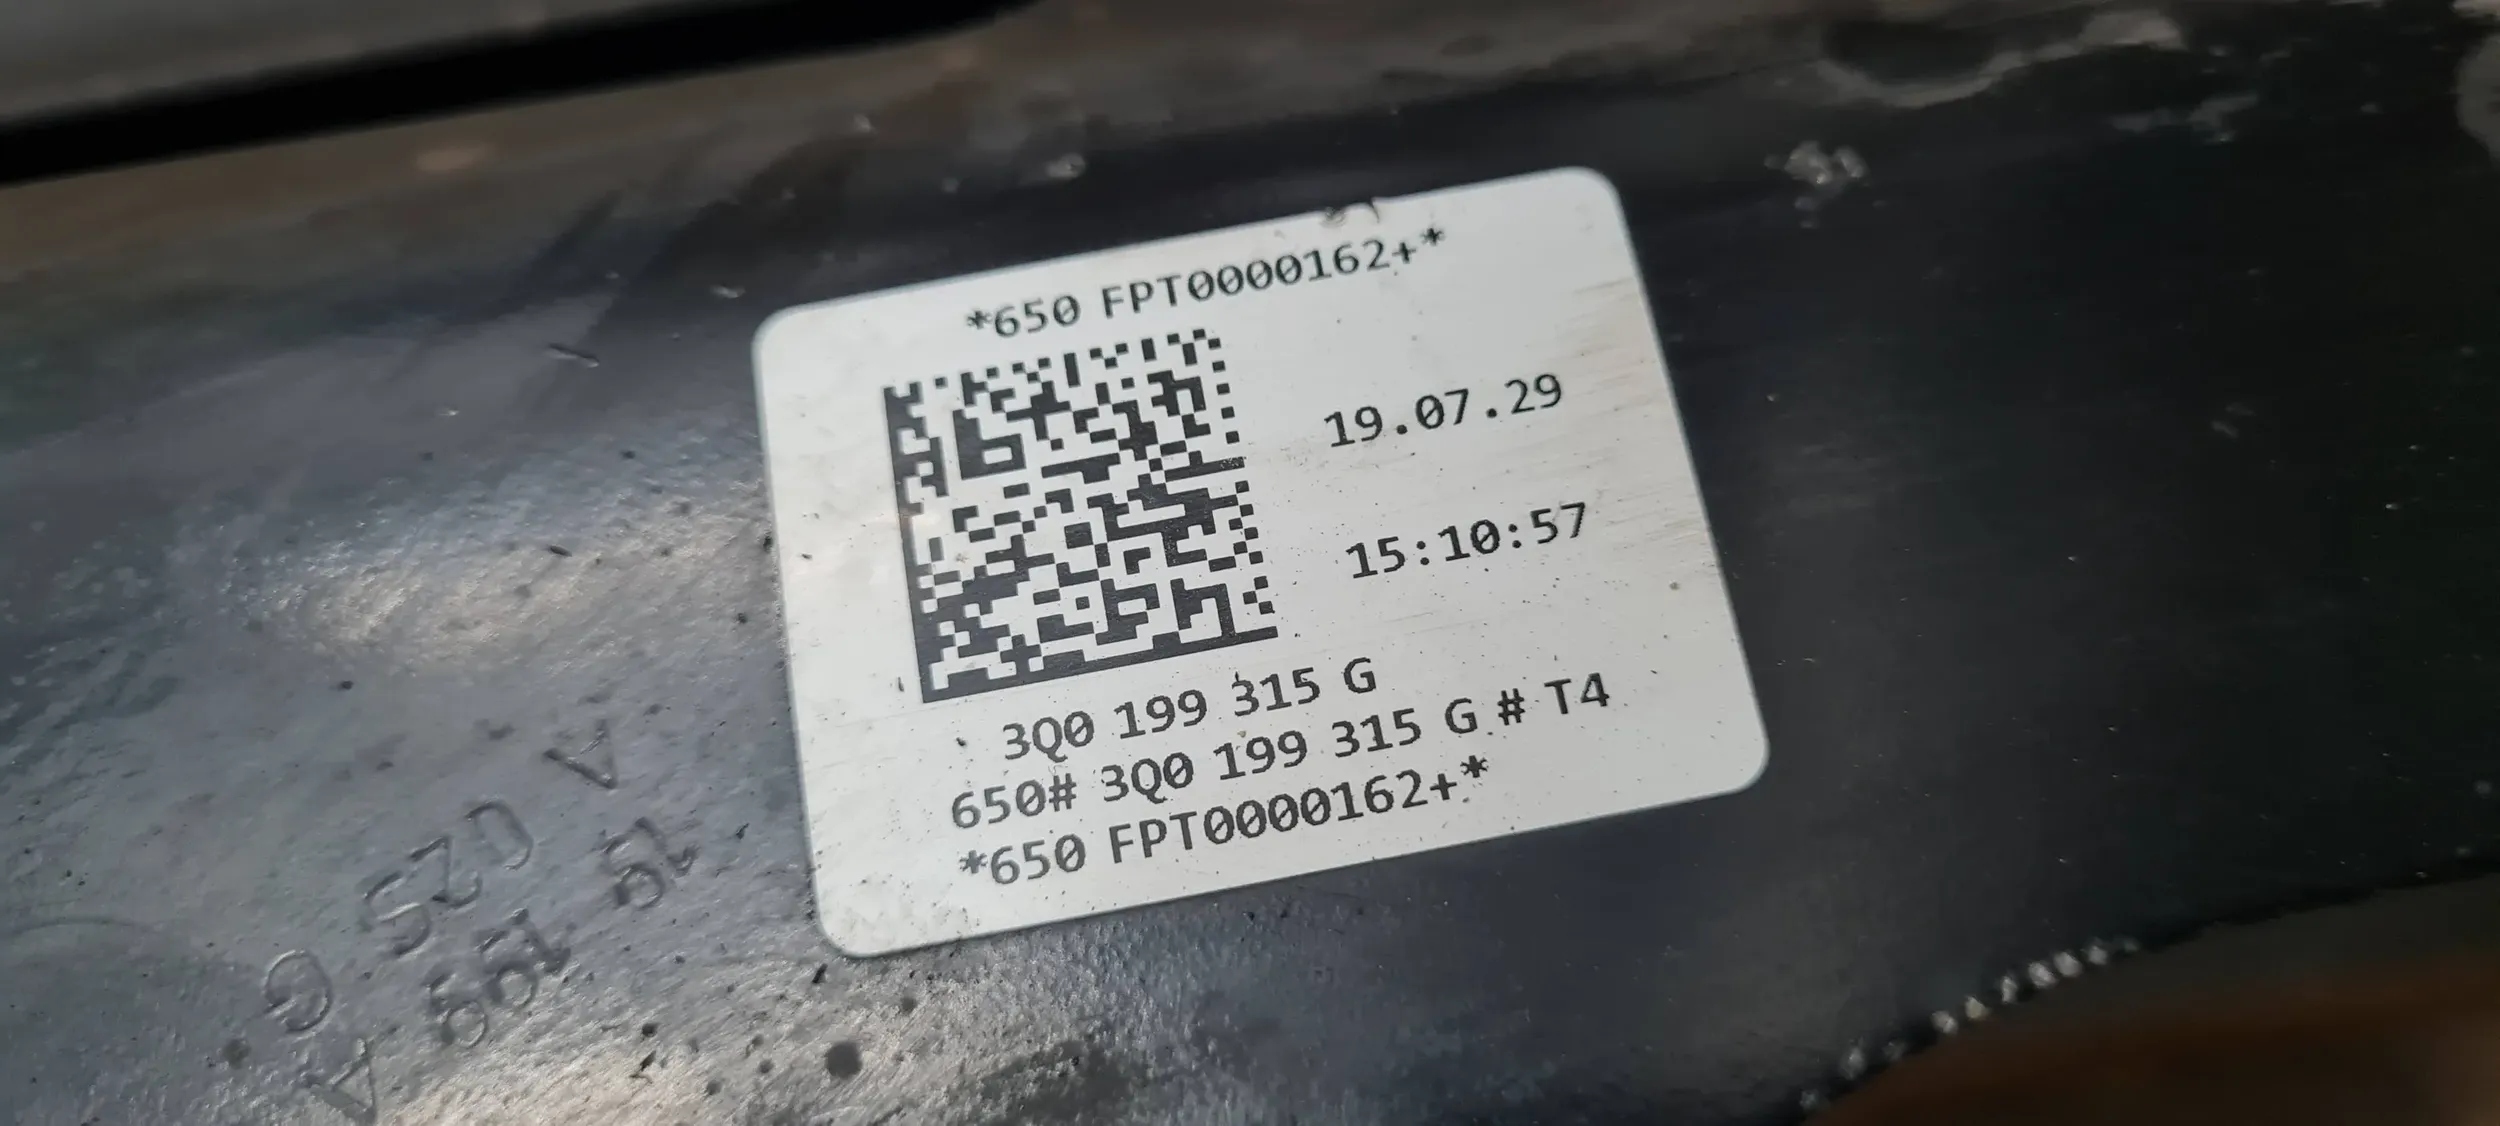 *650 FPT0000162+*
19.07.29
15:10:57
3Q0 199 315 G
650# 3Q0 199 315 G # T4
*650 FPT0000162+*